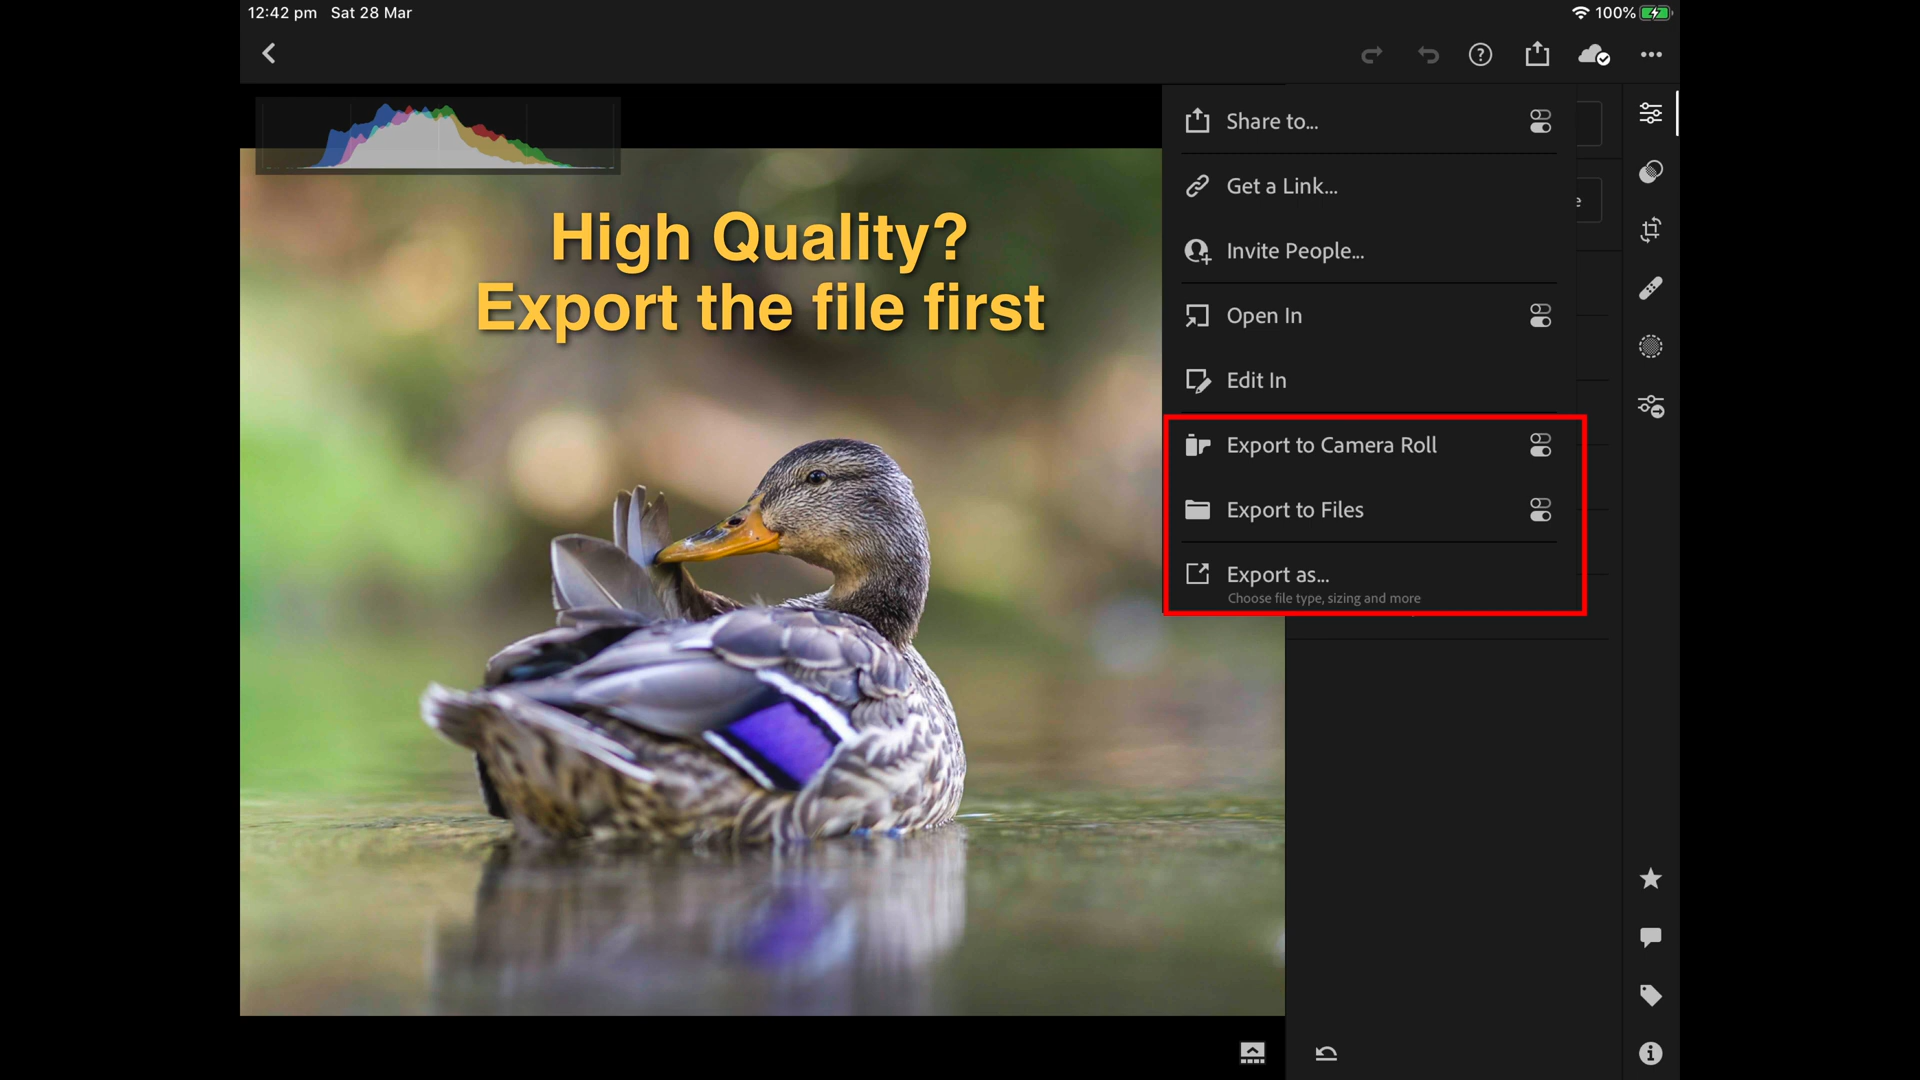 12:42 pm Sat 28 Mar
100%
High Quality?
Export the file first
Share to...
Get a Link...
Invite People...
Open In
Edit In
Export to Camera Roll
Export to Files
Export as...
Choose file type, sizing and more
e